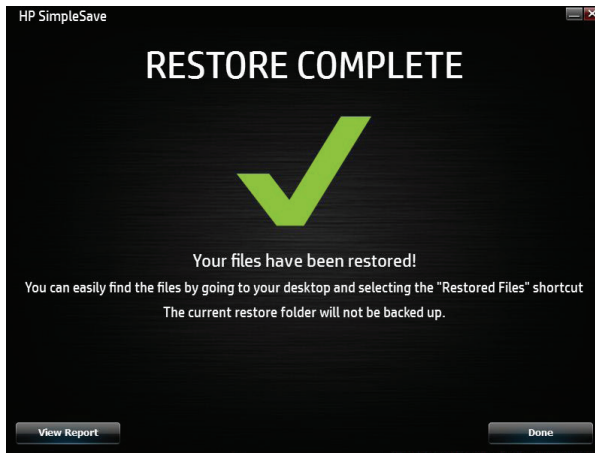 HP SimpleSave
RESTORE COMPLETE
Your files have been restored!
You can easily find the files by going to your desktop and selecting the "Restored Files" shortcut
The current restore folder will not be backed up.
View Report
Done